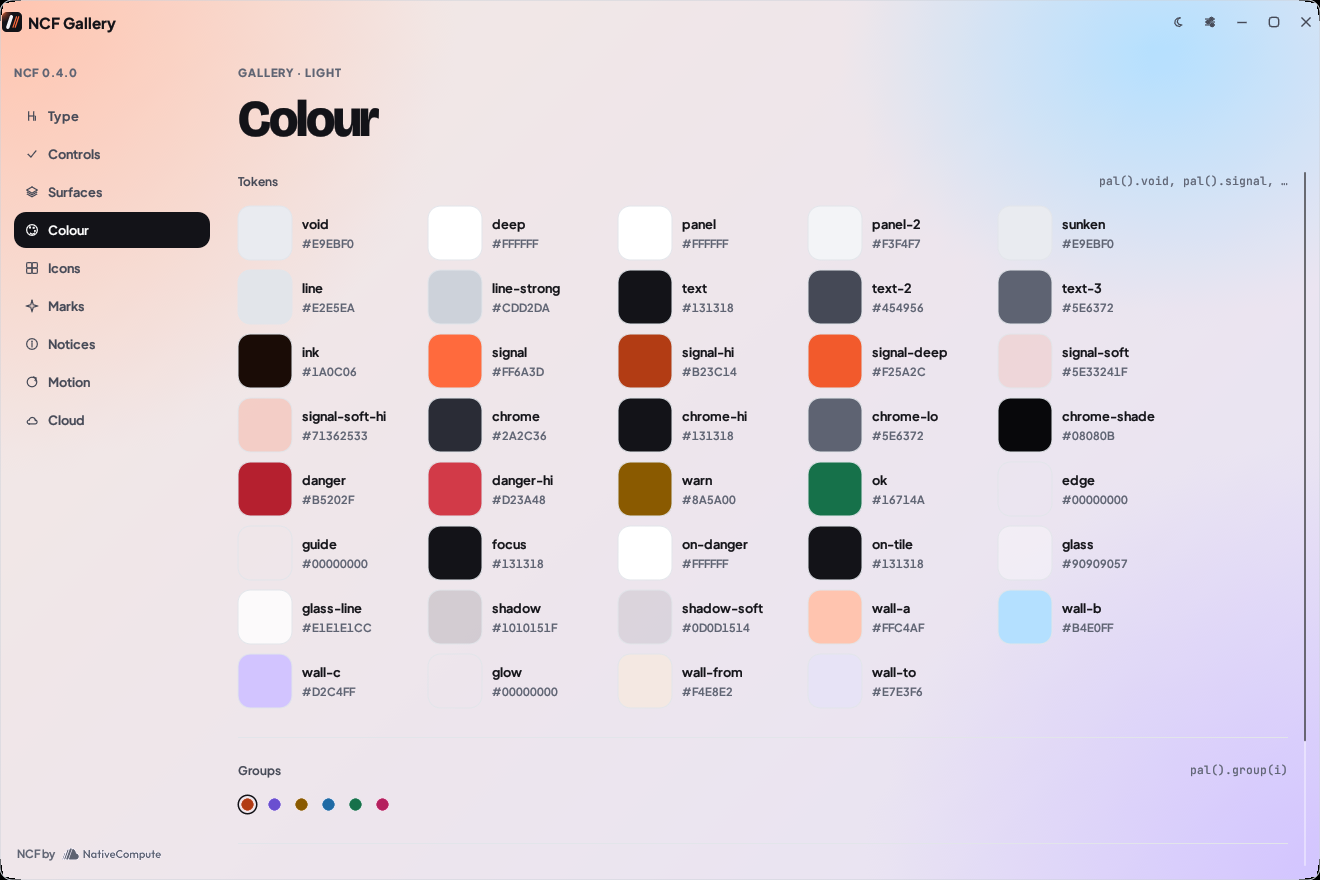 NCF Gallery
NCF 0.4.0
Type
Controls
Surfaces
Colour
Icons
Marks
Notices
Motion
Cloud
NCF by NativeCompute
GALLERY · LIGHT
Colour
Tokens
pal().void, pal().signal, …
void
#E9EBF0
deep
#FFFFFF
panel
#FFFFFF
panel-2
#F3F4F7
sunken
#E9EBF0
line
#E2E5EA
line-strong
#CDD2DA
text
#131318
text-2
#454956
text-3
#5E6372
ink
#1A0C06
signal
#FF6A3D
signal-hi
#B23C14
signal-deep
#F25A2C
signal-soft
#5E33241F
signal-soft-hi
#71362533
chrome
#2A2C36
chrome-hi
#131318
chrome-lo
#5E6372
chrome-shade
#08080B
danger
#B5202F
danger-hi
#D23A48
warn
#8A5A00
ok
#16714A
edge
#00000000
guide
#00000000
focus
#131318
on-danger
#FFFFFF
on-tile
#131318
glass
#90909057
glass-line
#E1E1E1CC
shadow
#1010151F
shadow-soft
#0D0D1514
wall-a
#FFC4AF
wall-b
#B4E0FF
wall-c
#D2C4FF
glow
#00000000
wall-from
#F4E8E2
wall-to
#E7E3F6
Groups
pal().group(i)